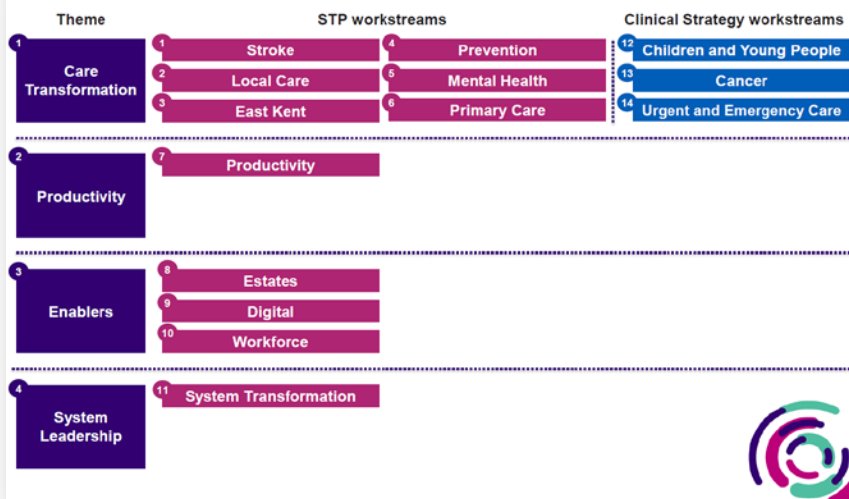 Theme
STP workstreams
Clinical Strategy workstreams
1
Care
Transformation
1
Stroke
4
Prevention
12
Children and Young People
2
Local Care
5
Mental Health
13
Cancer
3
East Kent
6
Primary Care
14
Urgent and Emergency Care
2
Productivity
7
Productivity
3
Enablers
8
Estates
9
Digital
10
Workforce
4
System
Leadership
11
System Transformation